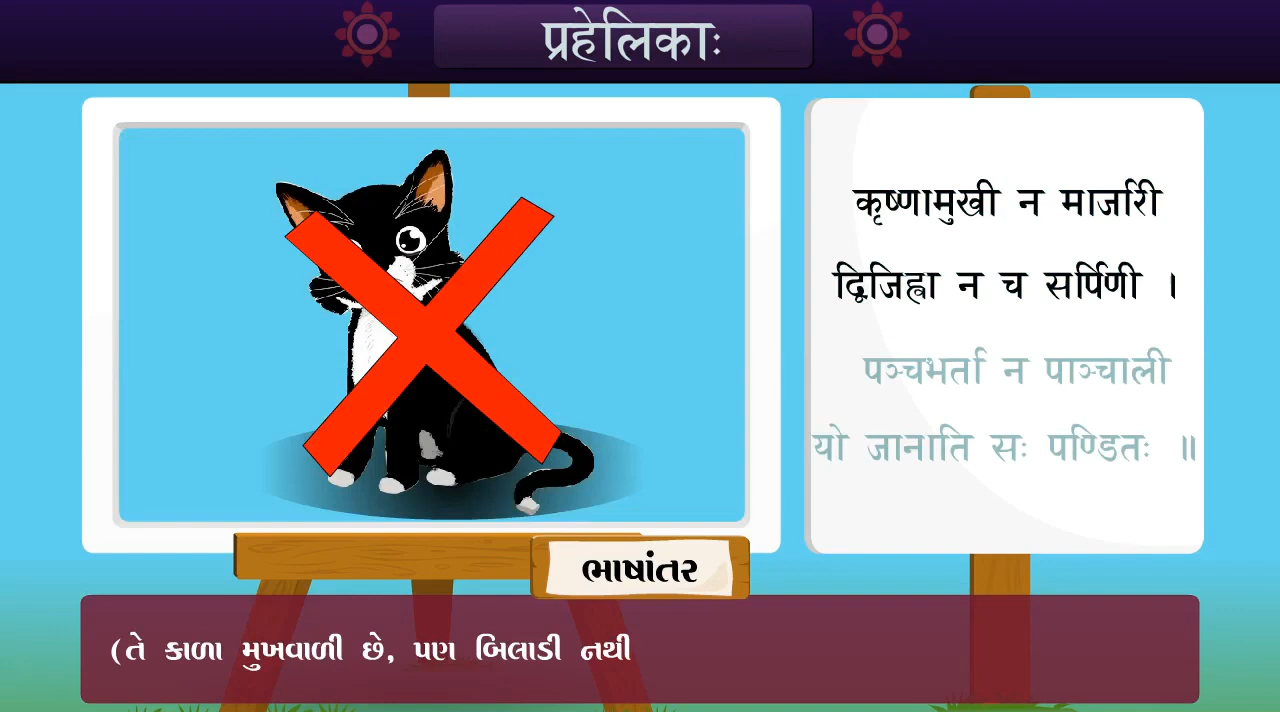 प्रहेलिकाः
कृष्णामुखी न मार्जारी
द्विजिह्वा न च सर्पिणी ।
पञ्चभर्ता न पाञ्चाली
यो जानाति सः पण्डितः ॥
ભાષાંતર
(તે કાળા મુખવાળી છે, પણ બિલાડી નથી